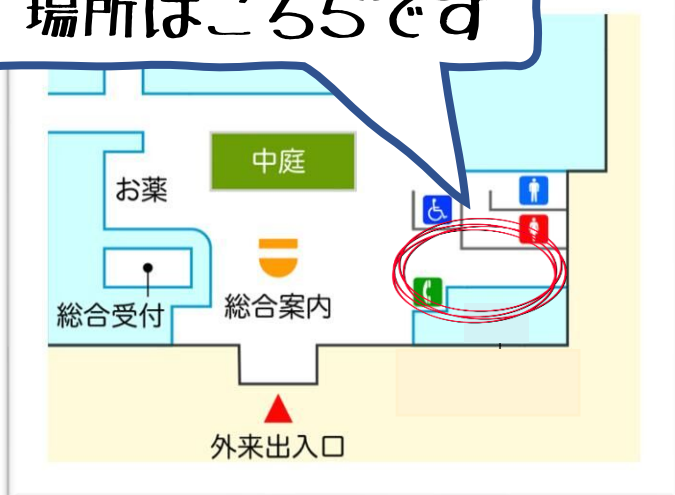 場所はこちらです
中庭
お薬
総合案内
総合受付
外来出入口